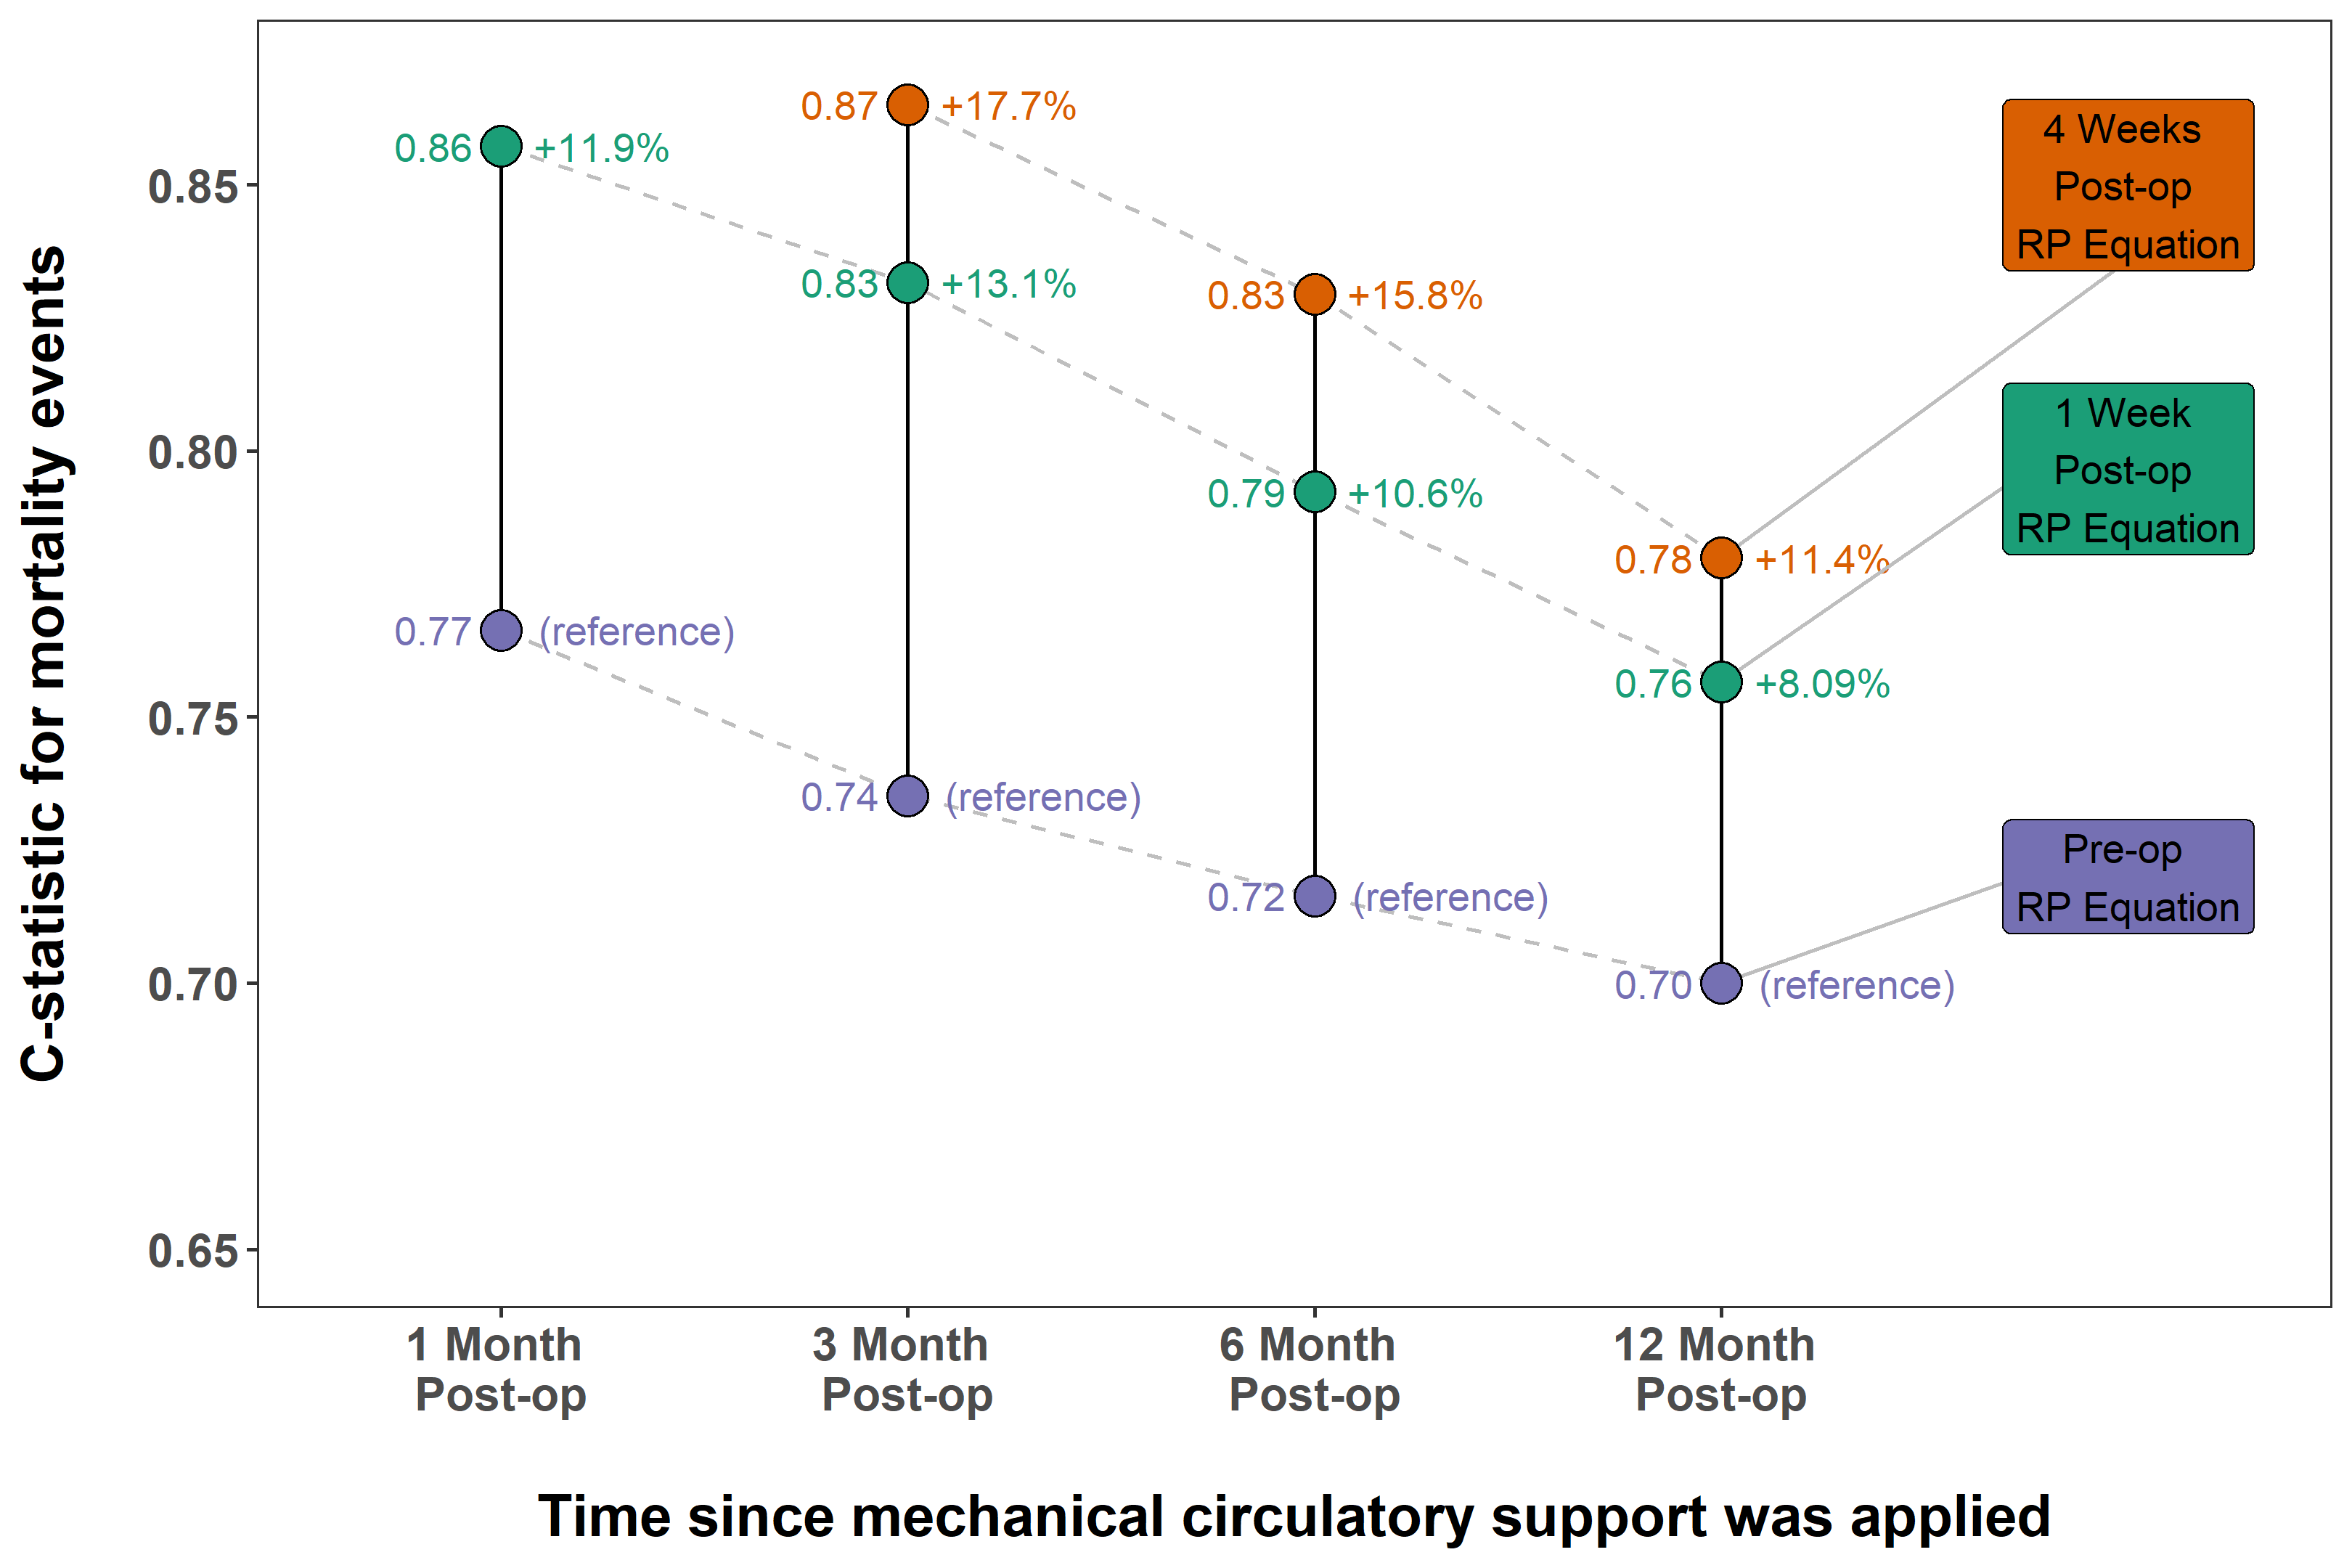 C-statistic for mortality events
0.85
0.80
0.75
0.70
0.65
0.86 +11.9%
0.77 (reference)
0.87 +17.7%
0.83 +13.1%
0.74 (reference)
0.83 +15.8%
0.79 +10.6%
0.72 (reference)
0.78 +11.4%
0.76 +8.09%
0.70 (reference)
4 Weeks
Post-op
RP Equation
1 Week
Post-op
RP Equation
Pre-op
RP Equation
1 Month
Post-op
3 Month
Post-op
6 Month
Post-op
12 Month
Post-op
Time since mechanical circulatory support was applied